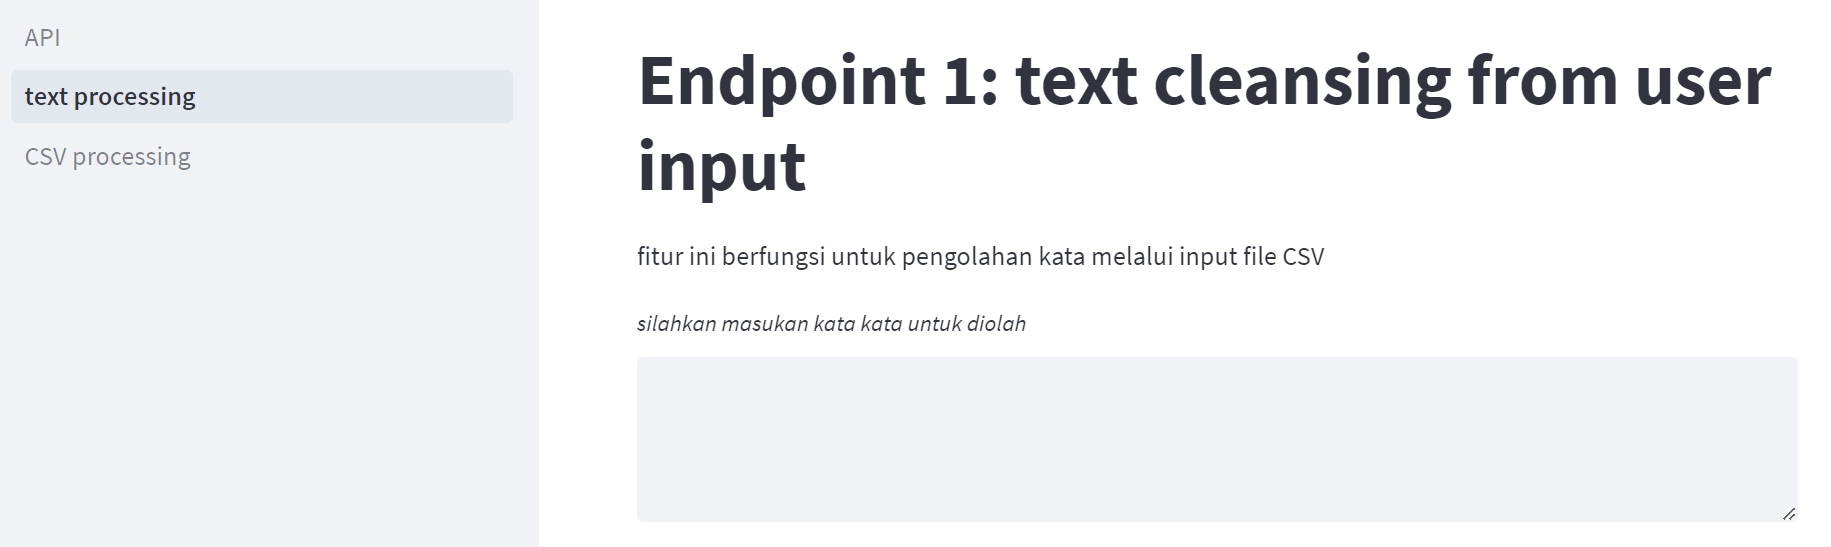 API
text processing
CSV processing
Endpoint 1: text cleansing from user
input
fitur ini berfungsi untuk pengolahan kata melalui input file CSV
silahkan masukan kata kata untuk diolah